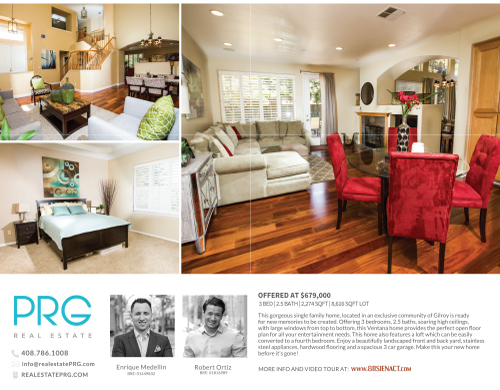 PRG
REAL ESTATE
408.786.1008
info@realestatePRG.com
REALESTATEPRG.COM
Enrique Medellin
Robert Ortiz
OFFERED AT $679,000
3 BED | 2.5 BATH | 2,274 SQFT | 8,610 SQFT LOT
This gorgeous single family home, located in an exclusive community of Gilroy is ready
for new memories to be created. Offering 3 bedrooms, 2.5 baths, soaring high ceilings,
with large windows from top to bottom, this Ventana home provides the perfect open floor
plan for all your entertainment needs. This home also features a loft which can be easily
converted to a fourth bedroom. Enjoy a beautifully landscaped front and back yard, stainless
steel appliances, hardwood flooring and a spacious 3 car garage. Make this your new home
before it's gone!
MORE INFO AND VIDEO TOUR AT: